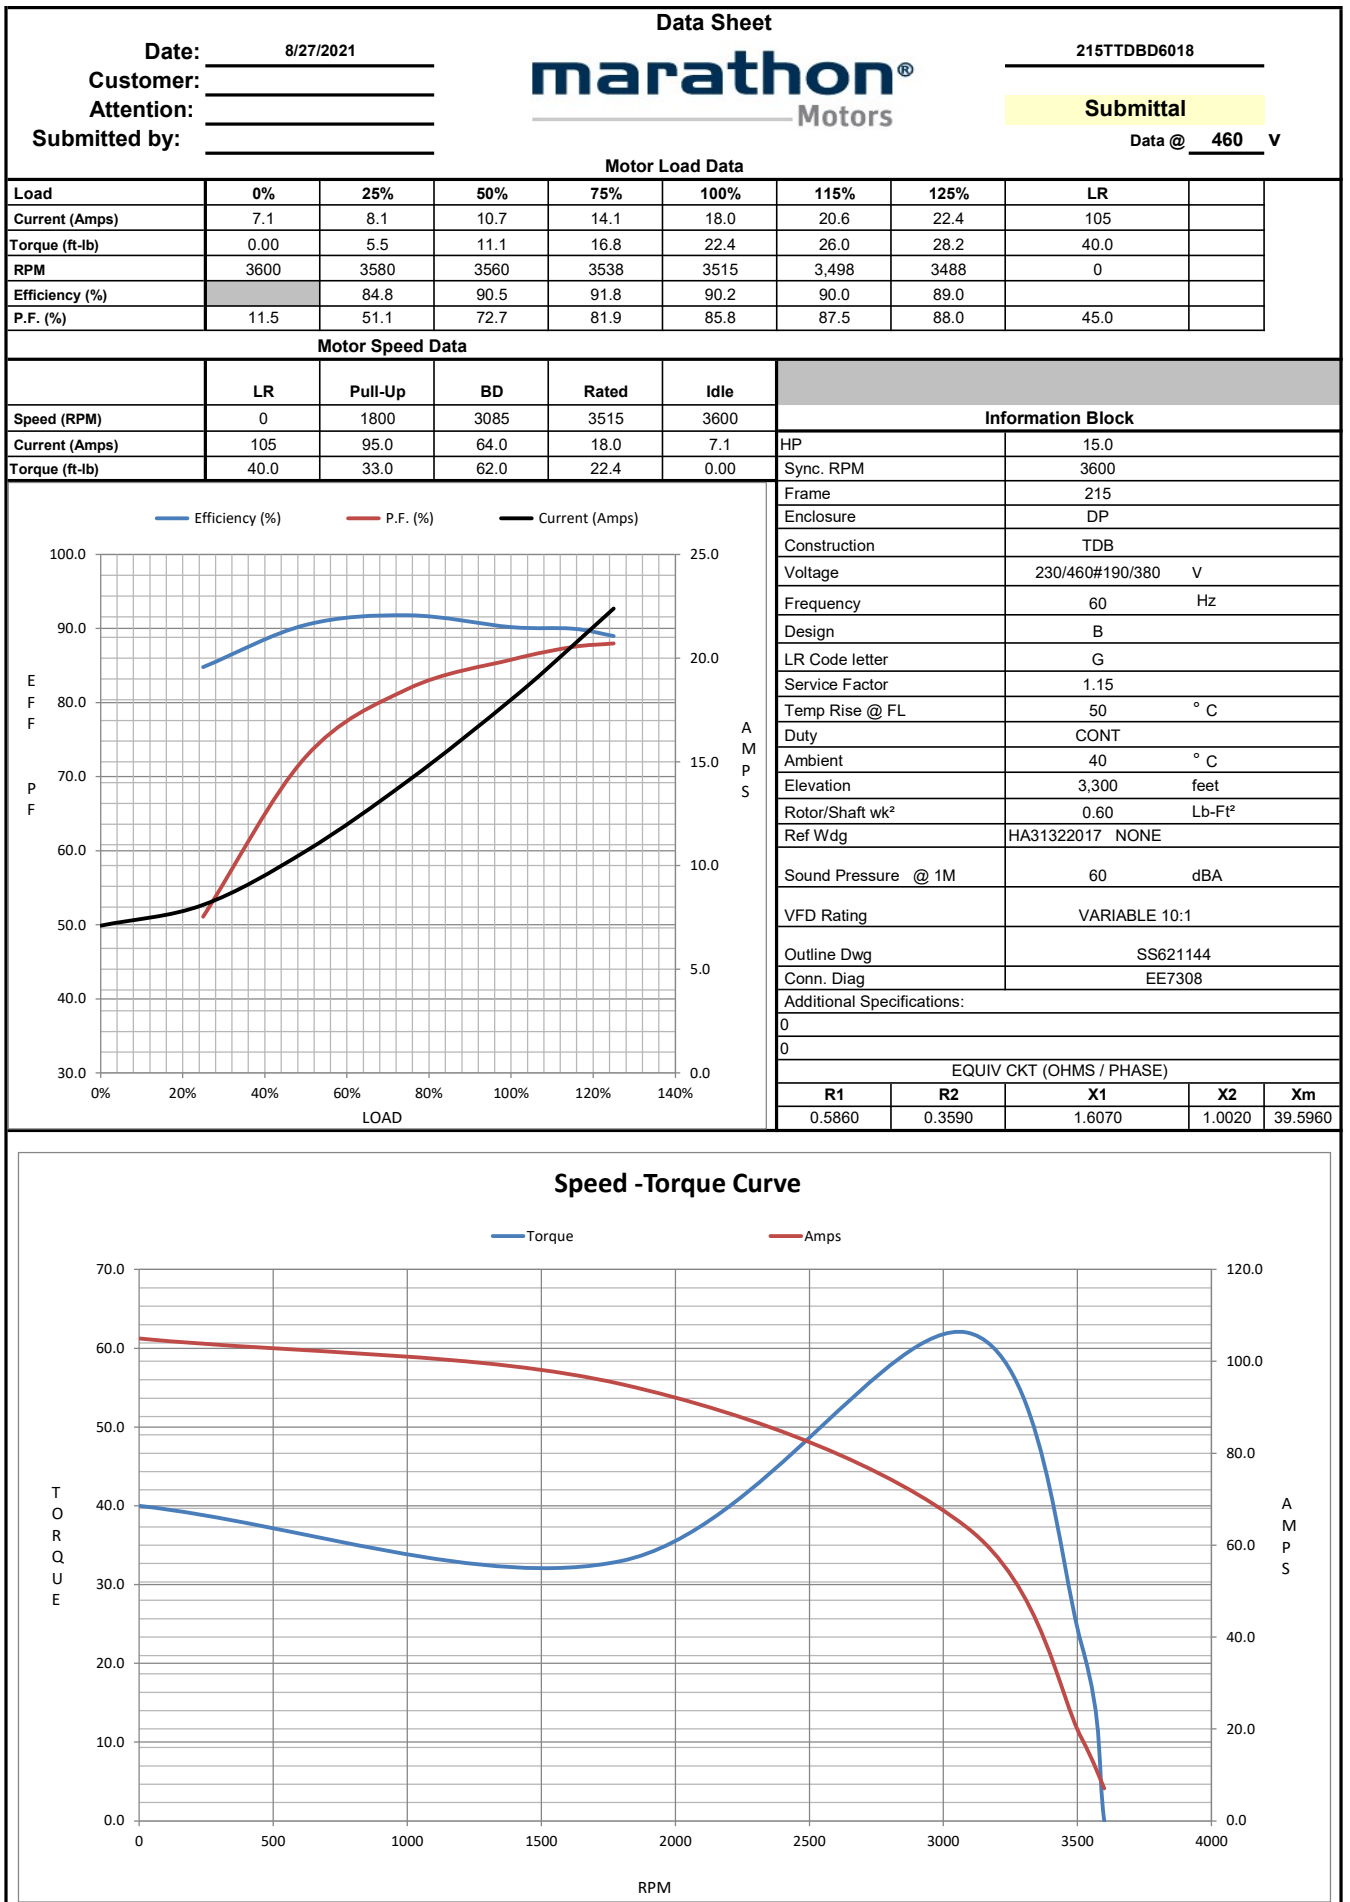 Data Sheet
Date: 8/27/2021 215TTDBD6018
Customer:
marathon®
Motors
Attention: Submittal
Submitted by: Data @ 460 V
Motor Load Data
Load 0% 25% 50% 75% 100% 115% 125% LR
Current (Amps) 7.1 8.1 10.7 14.1 18.0 20.6 22.4 105
Torque (ft-lb) 0.00 5.5 11.1 16.8 22.4 26.0 28.2 40.0
RPM 3600 3580 3560 3538 3515 3,498 3488 0
Efficiency (%) 84.8 90.5 91.8 90.2 90.0 89.0
P.F. (%) 11.5 51.1 72.7 81.9 85.8 87.5 88.0 45.0
Motor Speed Data
LR Pull-Up BD Rated Idle
Speed (RPM) 0 1800 3085 3515 3600
Current (Amps) 105 95.0 64.0 18.0 7.1
Torque (ft-lb) 40.0 33.0 62.0 22.4 0.00
Efficiency (%) P.F. (%) Current (Amps)
100.0
90.0
80.0
70.0
60.0
50.0
40.0
30.0
EFF PF
25.0
20.0
15.0
10.0
5.0
0.0
AMPS
0% 20% 40% 60% 80% 100% 120% 140%
LOAD
Information Block
HP 15.0
Sync. RPM 3600
Frame 215
Enclosure DP
Construction TDB
Voltage 230/460#190/380 V
Frequency 60 Hz
Design B
LR Code letter G
Service Factor 1.15
Temp Rise @ FL 50 ° C
Duty CONT
Ambient 40 ° C
Elevation 3,300 feet
Rotor/Shaft wk² 0.60 Lb-Ft²
Ref Wdg HA31322017 NONE
Sound Pressure @ 1M 60 dBA
VFD Rating VARIABLE 10:1
Outline Dwg SS621144
Conn. Diag EE7308
Additional Specifications:
0
0
EQUIV CKT (OHMS / PHASE)
R1 R2 X1 X2 Xm
0.5860 0.3590 1.6070 1.0020 39.5960
Speed -Torque Curve
Torque Amps
70.0
60.0
50.0
40.0
30.0
20.0
10.0
0.0
TORQUE
120.0
100.0
80.0
60.0
40.0
20.0
0.0
AMPS
0 500 1000 1500 2000 2500 3000 3500 4000
RPM